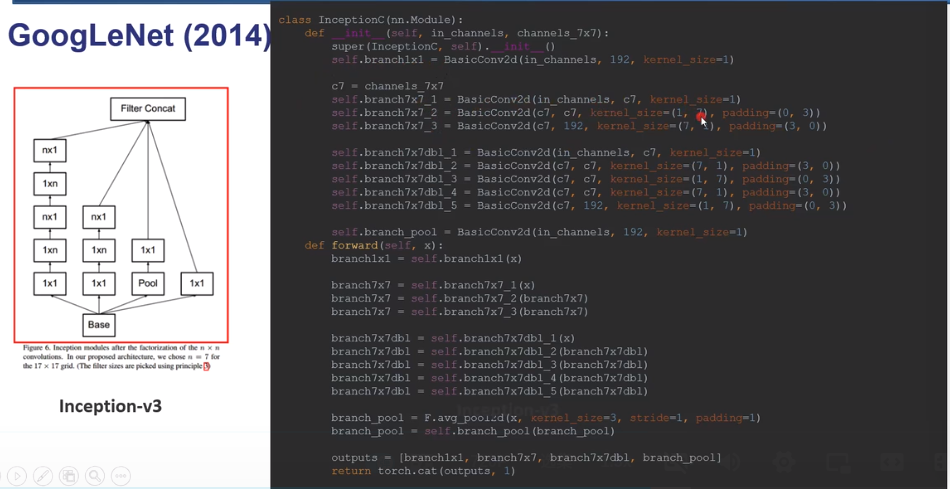 GoogLeNet (2014)
Filter Concat
nx1
1xn
nx1
nx1
1xn
1xn
1x1
1x1
1x1
Pool
1x1
Base
Figure 6. Inception modules after the factorization of the n × n
convolutions. In our proposed architecture, we chose n = 7 for
the 17 × 17 grid. (The filter sizes are picked using principle 3)
Inception-v3
class InceptionC(nn.Module):
def __init__(self, in_channels, channels_7x7):
super(InceptionC, self).__init__()
self.branch1x1 = BasicConv2d(in_channels, 192, kernel_size=1)
c7 = channels_7x7
self.branch7x7_1 = BasicConv2d(in_channels, c7, kernel_size=1)
self.branch7x7_2 = BasicConv2d(c7, c7, kernel_size=(1, 7), padding=(0, 3))
self.branch7x7_3 = BasicConv2d(c7, 192, kernel_size=(7, 1), padding=(3, 0))
self.branch7x7dbl_1 = BasicConv2d(in_channels, c7, kernel_size=1)
self.branch7x7dbl_2 = BasicConv2d(c7, c7, kernel_size=(7, 1), padding=(3, 0))
self.branch7x7dbl_3 = BasicConv2d(c7, c7, kernel_size=(1, 7), padding=(0, 3))
self.branch7x7dbl_4 = BasicConv2d(c7, c7, kernel_size=(7, 1), padding=(3, 0))
self.branch7x7dbl_5 = BasicConv2d(c7, 192, kernel_size=(1, 7), padding=(0, 3))
self.branch_pool = BasicConv2d(in_channels, 192, kernel_size=1)
def forward(self, x):
branch1x1 = self.branch1x1(x)
branch7x7 = self.branch7x7_1(x)
branch7x7 = self.branch7x7_2(branch7x7)
branch7x7 = self.branch7x7_3(branch7x7)
branch7x7dbl = self.branch7x7dbl_1(x)
branch7x7dbl = self.branch7x7dbl_2(branch7x7dbl)
branch7x7dbl = self.branch7x7dbl_3(branch7x7dbl)
branch7x7dbl = self.branch7x7dbl_4(branch7x7dbl)
branch7x7dbl = self.branch7x7dbl_5(branch7x7dbl)
branch_pool = F.avg_pool2d(x, kernel_size=3, stride=1, padding=1)
branch_pool = self.branch_pool(branch_pool)
outputs = [branch1x1, branch7x7, branch7x7dbl, branch_pool]
return torch.cat(outputs, 1)